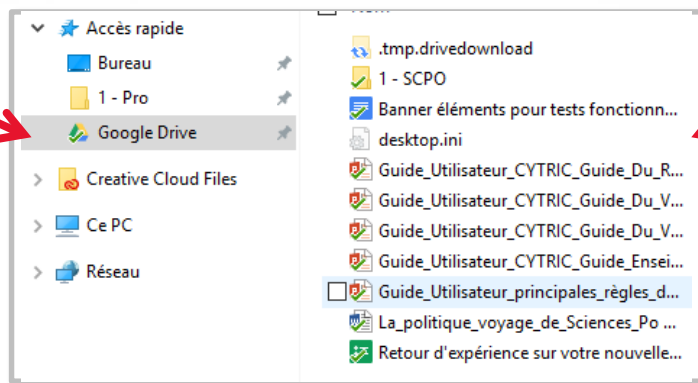 Accès rapide
Bureau
1 - Pro
Google Drive
Creative Cloud Files
Ce PC
Réseau
.tmp.drivedownload
1 - SCPO
Banner éléments pour tests fonctionn...
desktop.ini
Guide_Utilisateur_CYTRIC_Guide_Du_R...
Guide_Utilisateur_CYTRIC_Guide_Du_V...
Guide_Utilisateur_CYTRIC_Guide_Du_V...
Guide_Utilisateur_CYTRIC_Guide_Ensei...
Guide_Utilisateur_principales_règles_d...
La_politique_voyage_de_Sciences_Po ...
Retour d'expérience sur votre nouvelle...